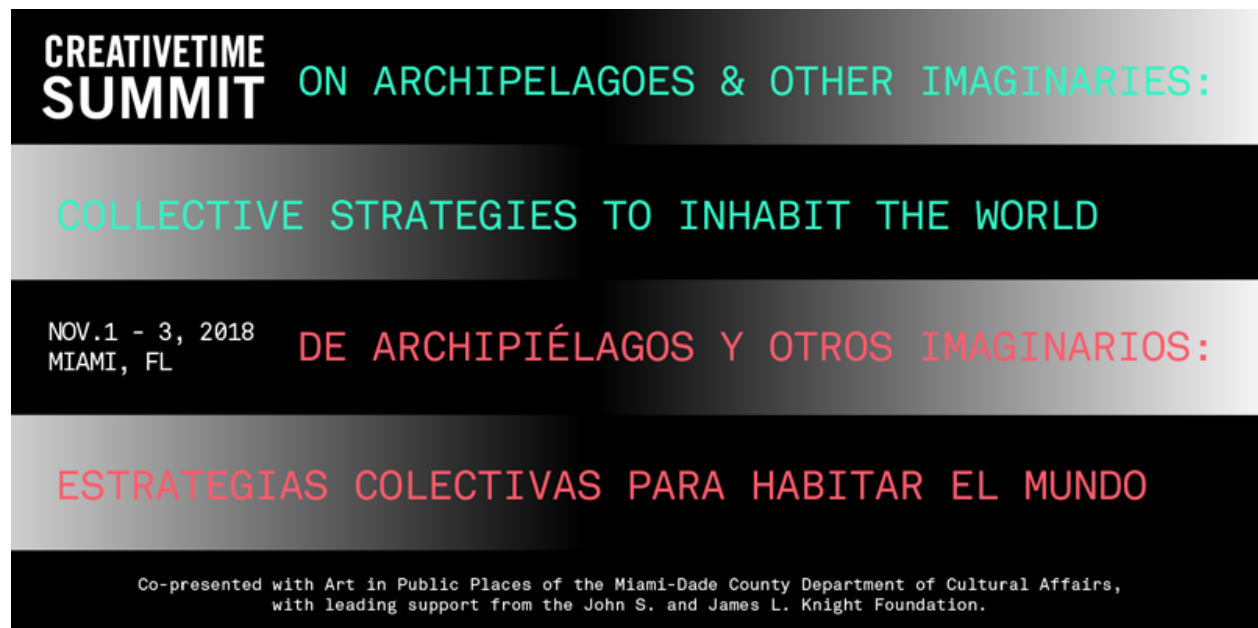 CREATIVETIME
SUMMIT
ON ARCHIPELAGOES & OTHER IMAGINARIES:
COLLECTIVE STRATEGIES TO INHABIT THE WORLD
NOV.1 - 3, 2018
MIAMI, FL
DE ARCHIPIÉLAGOS Y OTROS IMAGINARIOS:
ESTRATEGIAS COLECTIVAS PARA HABITAR EL MUNDO
Co-presented with Art in Public Places of the Miami-Dade County Department of Cultural Affairs,
with leading support from the John S. and James L. Knight Foundation.